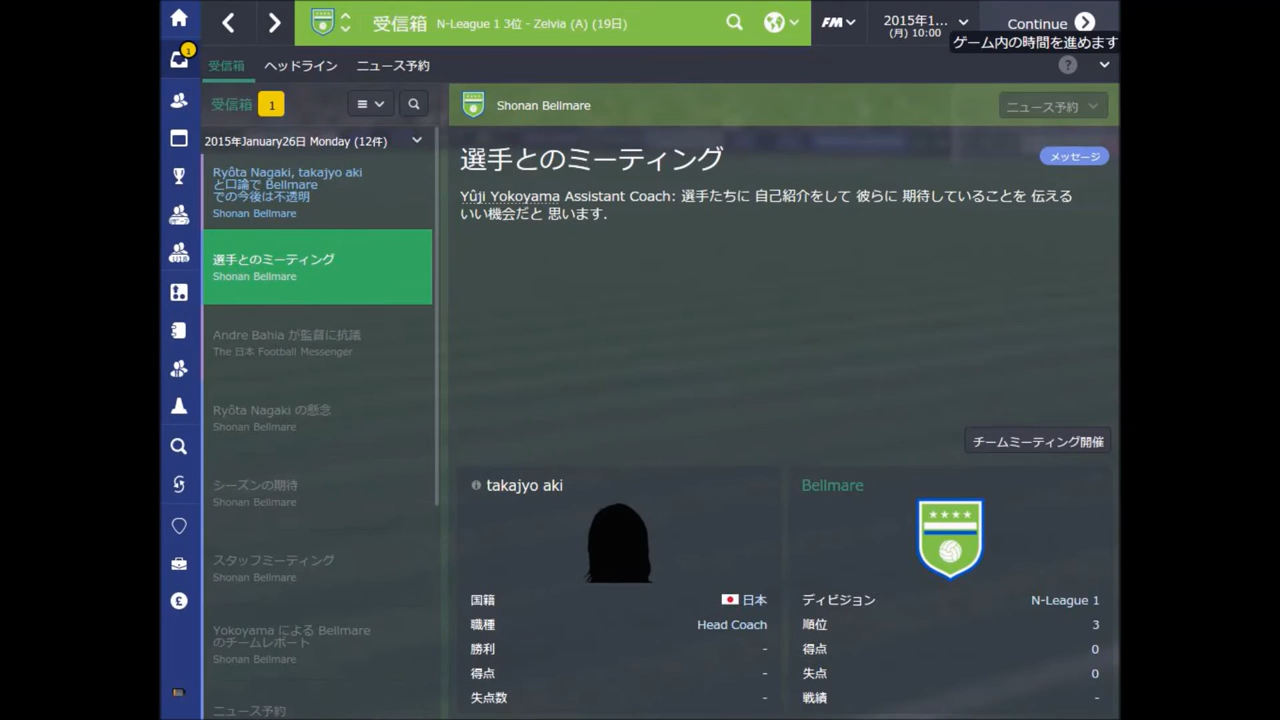 受信箱 N-League 1 3位 - Zelvia (A) (19日)
FM
2015年1...
(月) 10:00
Continue
ゲーム内の時間を進めます
1
受信箱 ヘッドライン ニュース予約
?
受信箱 1
Shonan Bellmare
ニュース予約
2015年January26日 Monday (12件)
Ryôta Nagaki, takajyo aki
と口論で Bellmare
での今後は不透明
Shonan Bellmare
選手とのミーティング
Shonan Bellmare
Andre Bahia が監督に抗議
The 日本 Football Messenger
Ryôta Nagaki の懸念
Shonan Bellmare
シーズンの期待
Shonan Bellmare
スタッフミーティング
Shonan Bellmare
Yokoyama による Bellmare
のチームレポート
Shonan Bellmare
ニュース予約
選手とのミーティング
メッセージ
Yûji Yokoyama Assistant Coach: 選手たちに 自己紹介をして 彼らに 期待していることを 伝える
いい機会だと 思います.
チームミーティング開催
takajyo aki
国籍 日本
職種 Head Coach
勝利 -
得点 -
失点数 -
Bellmare
ディビジョン N-League 1
順位 3
得点 0
失点 0
戦績 -
U18
£